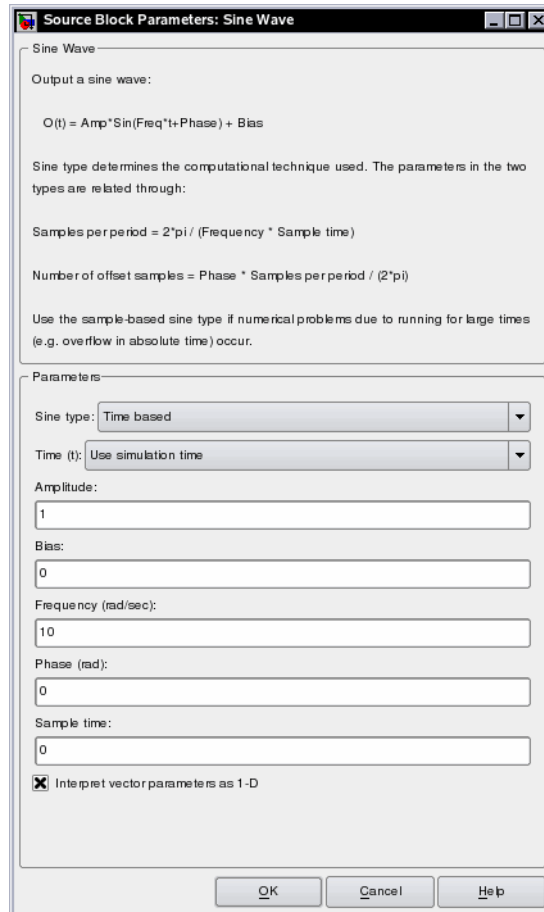 Source Block Parameters: Sine Wave
Sine Wave
Output a sine wave:
O(t) = Amp*Sin(Freq*t+Phase) + Bias
Sine type determines the computational technique used. The parameters in the two
types are related through:
Samples per period = 2*pi / (Frequency * Sample time)
Number of offset samples = Phase * Samples per period / (2*pi)
Use the sample-based sine type if numerical problems due to running for large times
(e.g. overflow in absolute time) occur.
Parameters
Sine type: Time based
Time (t): Use simulation time
Amplitude:
1
Bias:
0
Frequency (rad/sec):
10
Phase (rad):
0
Sample time:
0
Interpret vector parameters as 1-D
OK Cancel Help